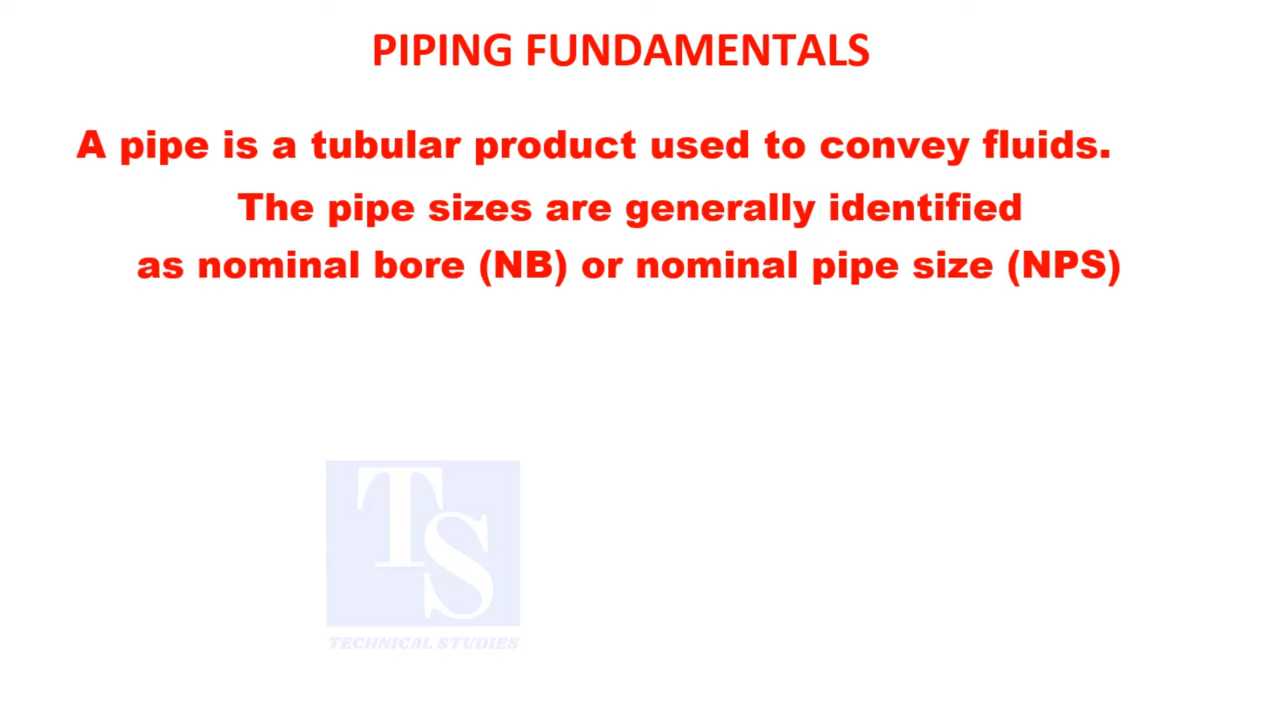 PIPING FUNDAMENTALS
A pipe is a tubular product used to convey fluids.
The pipe sizes are generally identified
as nominal bore (NB) or nominal pipe size (NPS)
TS
TECHNICAL STUDIES